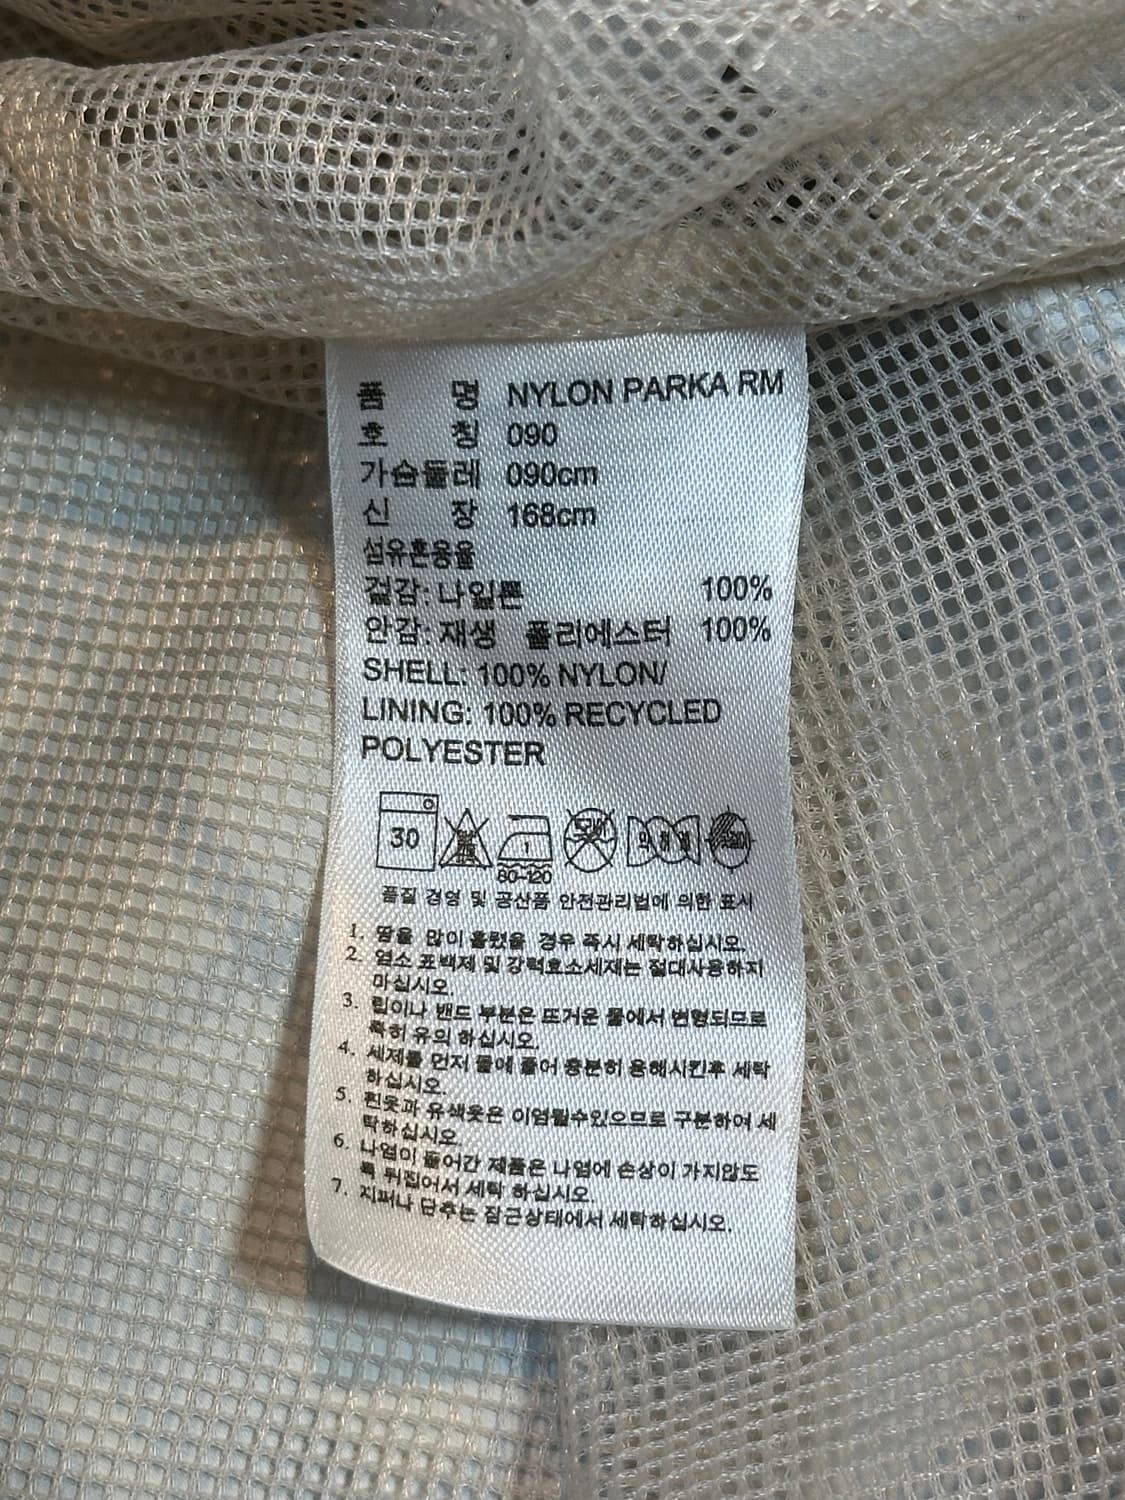 품 명 NYLON PARKA RM
호 칭 090
가슴둘레 090cm
신 장 168cm
섬유혼용율
겉감: 나일론 100%
안감: 재생 폴리에스터 100%
SHELL: 100% NYLON/
LINING: 100% RECYCLED
POLYESTER
30
1
80~120
품질 경영 및 공산품 안전관리법에 의한 표시
1. 땀을 많이 흘렸을 경우 즉시 세탁하십시오.
2. 염소 표백제 및 강력효소세제는 절대사용하지
마십시오.
3. 립이나 밴드 부분은 뜨거운 물에서 변형되므로
특히 유의 하십시오.
4. 세제를 먼저 물에 풀어 충분히 용해시킨후 세탁
하십시오.
5. 흰옷과 유색옷은 이염될수있으므로 구분하여 세
탁하십시오.
6. 나염이 들어간 제품은 나염에 손상이 가지않도
록 뒤집어서 세탁 하십시오.
7. 지퍼나 단추는 잠근상태에서 세탁하십시오.